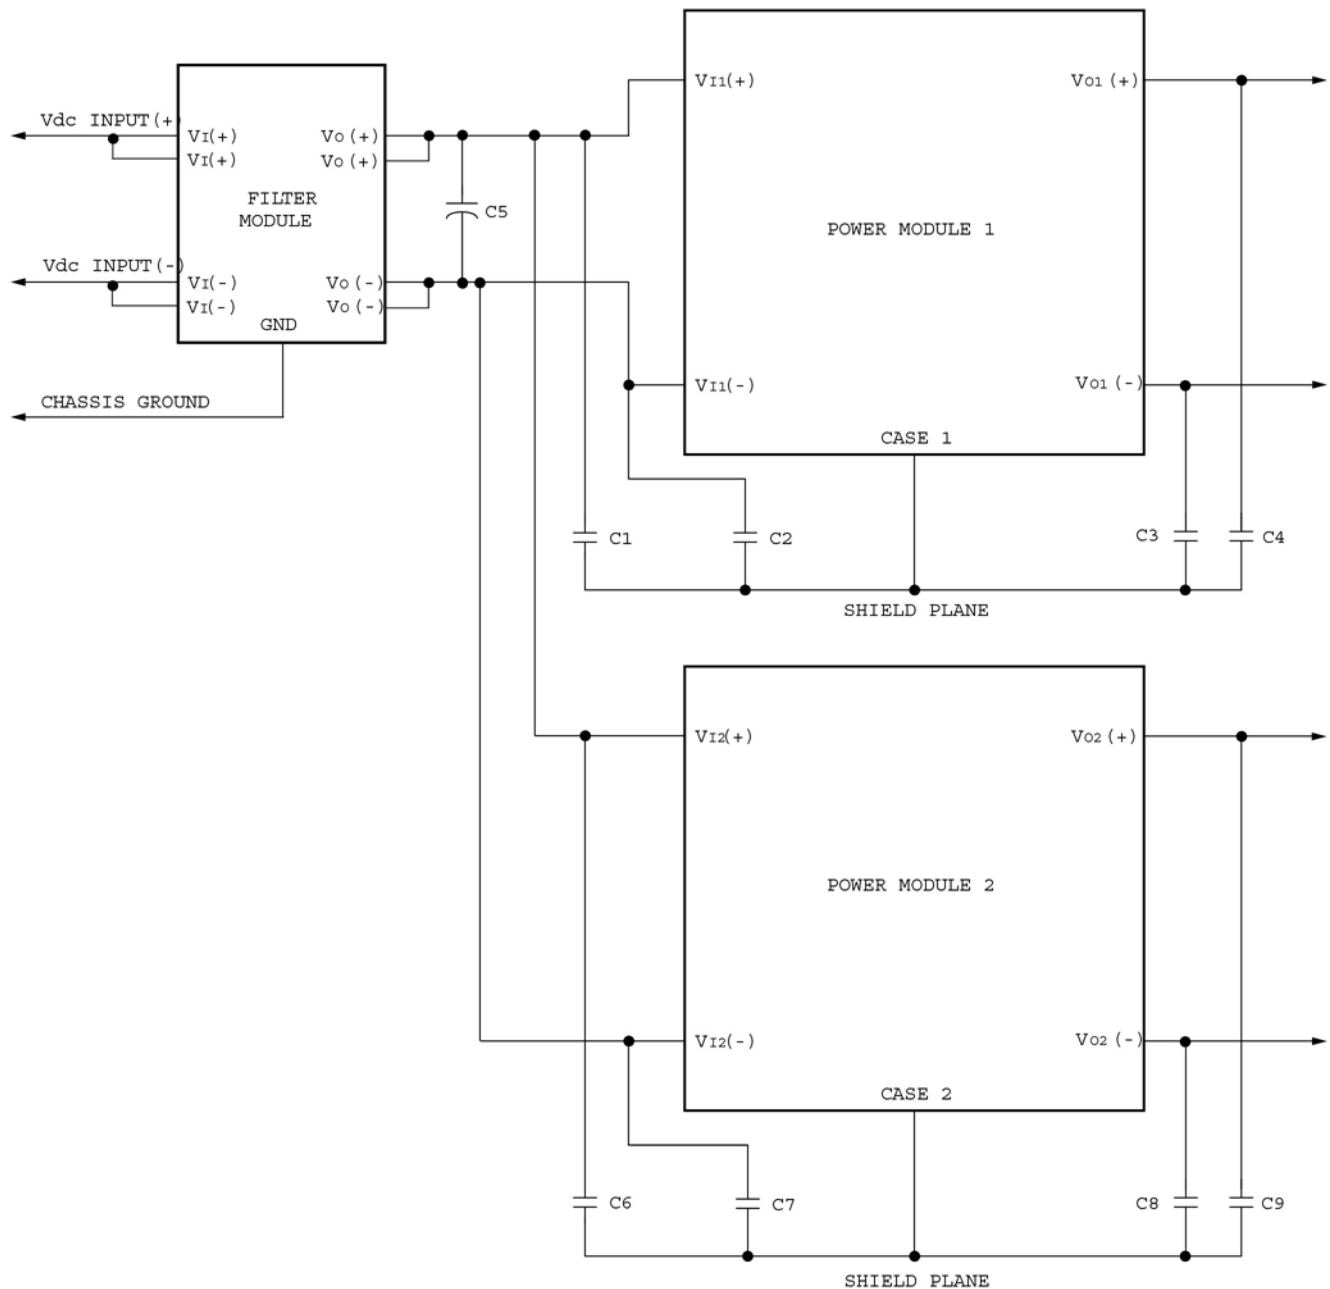 Vdc INPUT(+)
VI(+)
VI(+)
VO(+)
VO(+)
FILTER
MODULE
Vdc INPUT(-)
VI(-)
VI(-)
VO(-)
VO(-)
GND
CHASSIS GROUND
C5
VI1(+)
VO1(+)
POWER MODULE 1
VI1(-)
VO1(-)
CASE 1
C1
C2
C3
C4
SHIELD PLANE
VI2(+)
VO2(+)
POWER MODULE 2
VI2(-)
VO2(-)
CASE 2
C6
C7
C8
C9
SHIELD PLANE